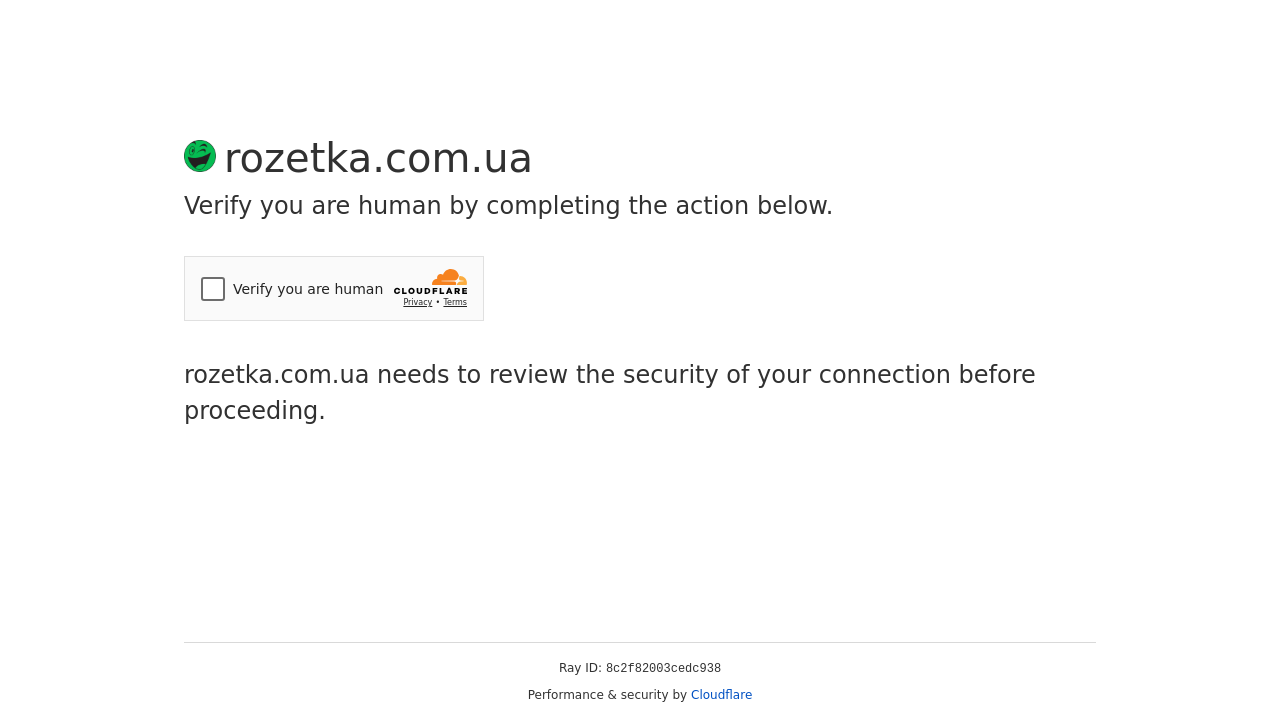 rozetka.com.ua
Verify you are human by completing the action below.
Verify you are human
CLOUDFLARE
Privacy • Terms
rozetka.com.ua needs to review the security of your connection before
proceeding.
Ray ID: 8c2f82003cedc938
Performance & security by Cloudflare